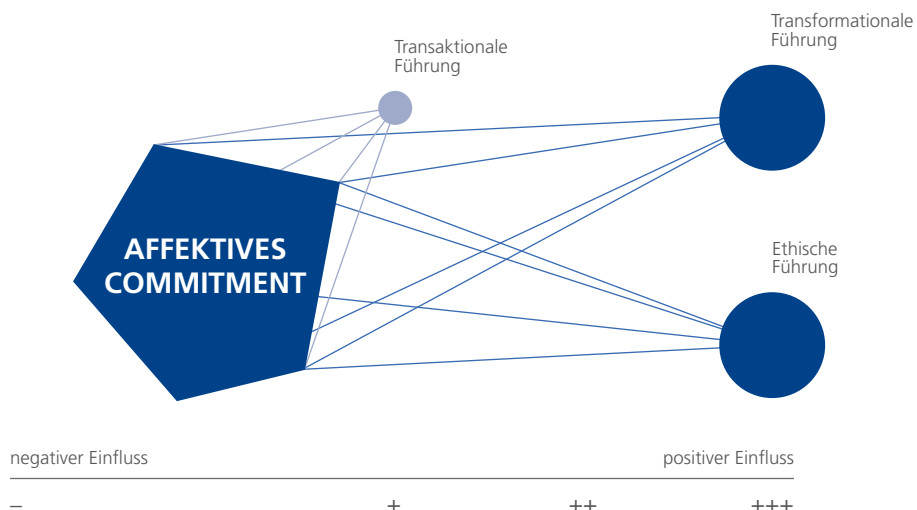 Transformationale
Führung
Transaktionale
Führung
AFFEKTIVES
COMMITMENT
Ethische
Führung
negativer Einfluss
positiver Einfluss
–
+
++
+++